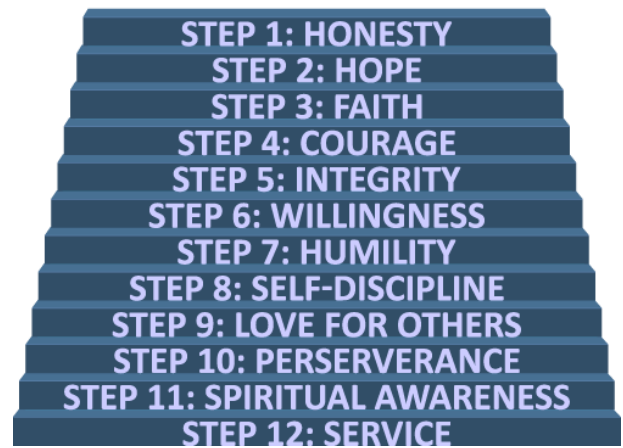 STEP 1: HONESTY
STEP 2: HOPE
STEP 3: FAITH
STEP 4: COURAGE
STEP 5: INTEGRITY
STEP 6: WILLINGNESS
STEP 7: HUMILITY
STEP 8: SELF-DISCIPLINE
STEP 9: LOVE FOR OTHERS
STEP 10: PERSERVERANCE
STEP 11: SPIRITUAL AWARENESS
STEP 12: SERVICE